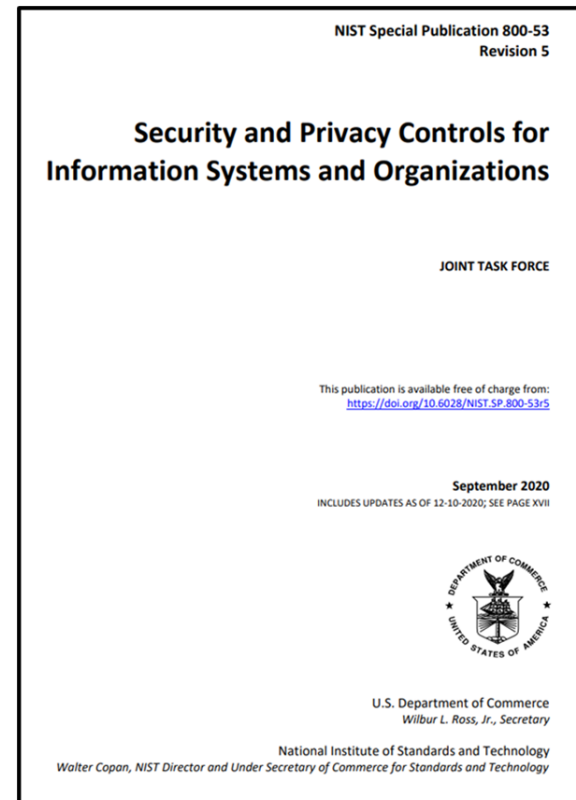 NIST Special Publication 800-53
Revision 5
Security and Privacy Controls for
Information Systems and Organizations
JOINT TASK FORCE
This publication is available free of charge from:
https://doi.org/10.6028/NIST.SP.800-53r5
September 2020
INCLUDES UPDATES AS OF 12-10-2020; SEE PAGE XVII
DEPARTMENT OF COMMERCE
UNITED STATES OF AMERICA
U.S. Department of Commerce
Wilbur L. Ross, Jr., Secretary
National Institute of Standards and Technology
Walter Copan, NIST Director and Under Secretary of Commerce for Standards and Technology